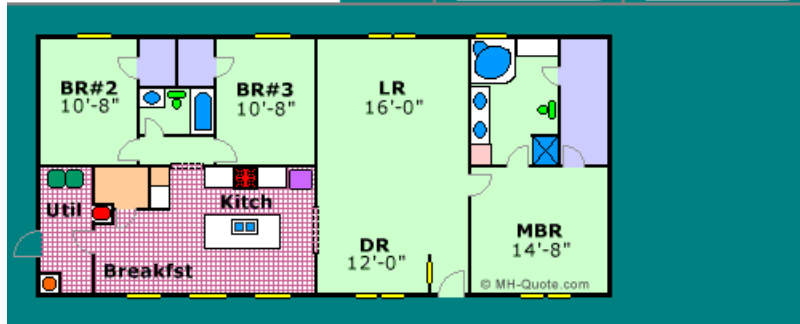 BR#2
10'-8"
BR#3
10'-8"
LR
16'-0"
Util
Kitch
Breakfst
DR
12'-0"
MBR
14'-8"
© MH-Quote.com